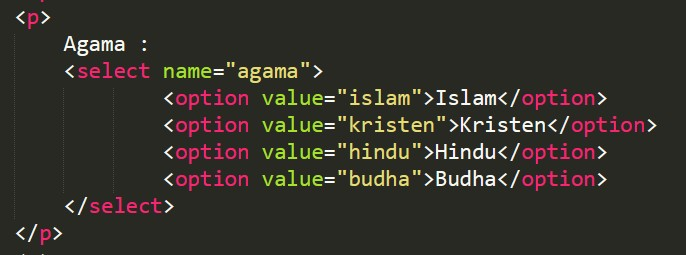 <p>
Agama :
<select name="agama">
<option value="islam">Islam</option>
<option value="kristen">Kristen</option>
<option value="hindu">Hindu</option>
<option value="budha">Budha</option>
</select>
</p>